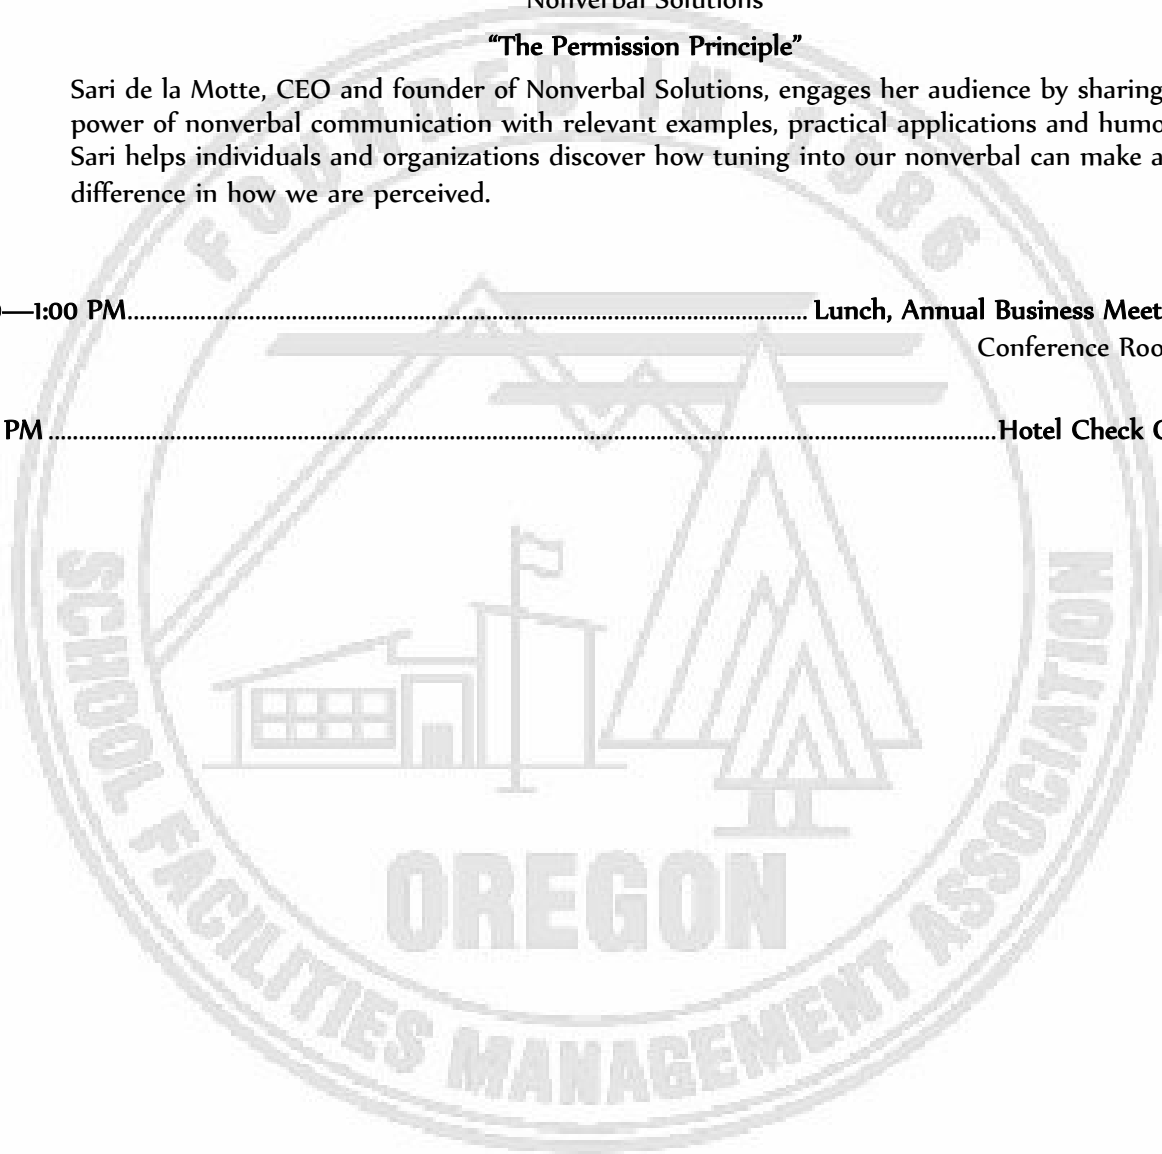 Nonverbal Solutions
“The Permission Principle”
Sari de la Motte, CEO and founder of Nonverbal Solutions, engages her audience by sharing
power of nonverbal communication with relevant examples, practical applications and humo
Sari helps individuals and organizations discover how tuning into our nonverbal can make a
difference in how we are perceived.
—1:00 PM........ Lunch, Annual Business Meet
Conference Roo
PM ........Hotel Check
FOUNDED IN 1986
OREGON
SCHOOL FACILITIES MANAGEMENT ASSOCIATION